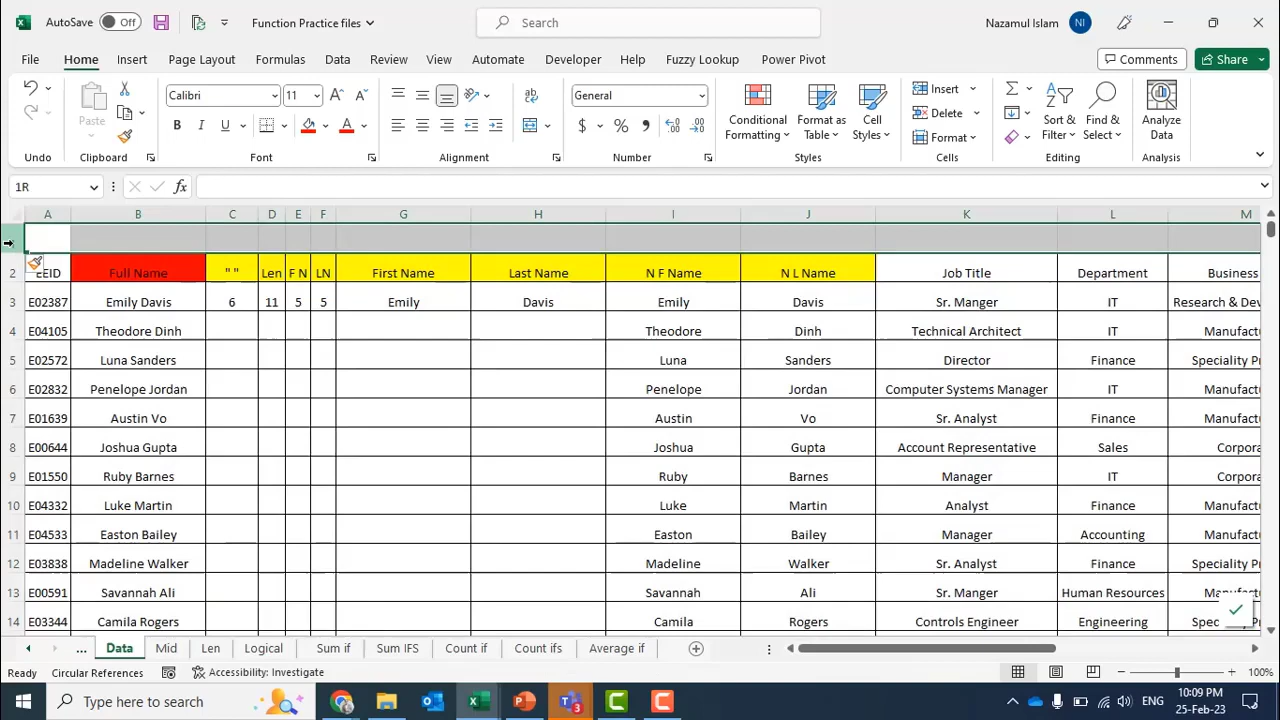 AutoSave Off Function Practice files Search Nazamul Islam NI
File Home Insert Page Layout Formulas Data Review View Automate Developer Help Fuzzy Lookup Power Pivot Comments Share
Calibri 11 General Insert
Paste B I U $ % Conditional Formatting Format as Table Cell Styles Delete Sort & Filter Find & Select Analyze Data
Format
Undo Clipboard Font Alignment Number Styles Cells Editing Analysis
1R fx
A B C D E F G H I J K L M
2 EEID Full Name " " Len F N LN First Name Last Name N F Name N L Name Job Title Department Business
3 E02387 Emily Davis 6 11 5 5 Emily Davis Emily Davis Sr. Manger IT Research & Dev
4 E04105 Theodore Dinh Theodore Dinh Technical Architect IT Manufact
5 E02572 Luna Sanders Luna Sanders Director Finance Speciality Pr
6 E02832 Penelope Jordan Penelope Jordan Computer Systems Manager IT Manufact
7 E01639 Austin Vo Austin Vo Sr. Analyst Finance Manufact
8 E00644 Joshua Gupta Joshua Gupta Account Representative Sales Corpora
9 E01550 Ruby Barnes Ruby Barnes Manager IT Corpora
10 E04332 Luke Martin Luke Martin Analyst Finance Manufact
11 E04533 Easton Bailey Easton Bailey Manager Accounting Manufact
12 E03838 Madeline Walker Madeline Walker Sr. Analyst Finance Speciality Pr
13 E00591 Savannah Ali Savannah Ali Sr. Manger Human Resources
14 E03344 Camila Rogers Camila Rogers Controls Engineer Engineering
... Data Mid Len Logical Sum if Sum IFS Count if Count ifs Average if
Ready Circular References Accessibility: Investigate 100%
Type here to search 3 ENG 10:09 PM
25-Feb-23